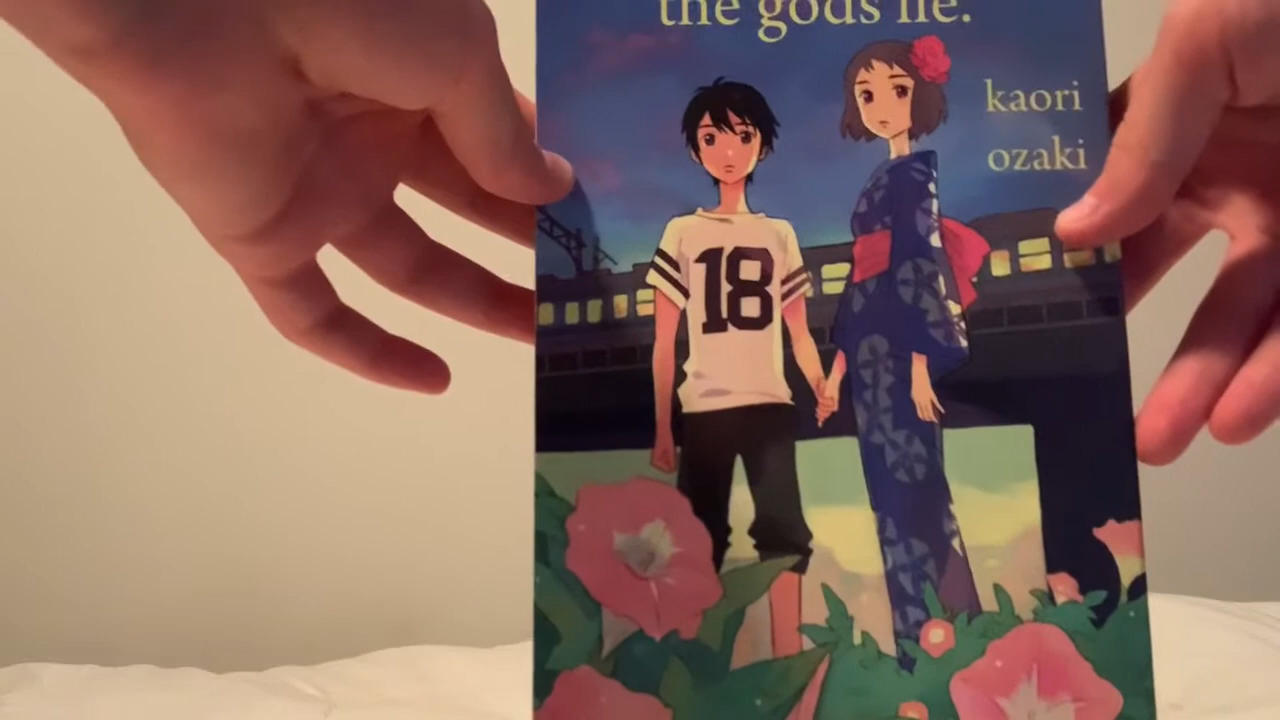 the gods lie.
kaori
ozaki
18